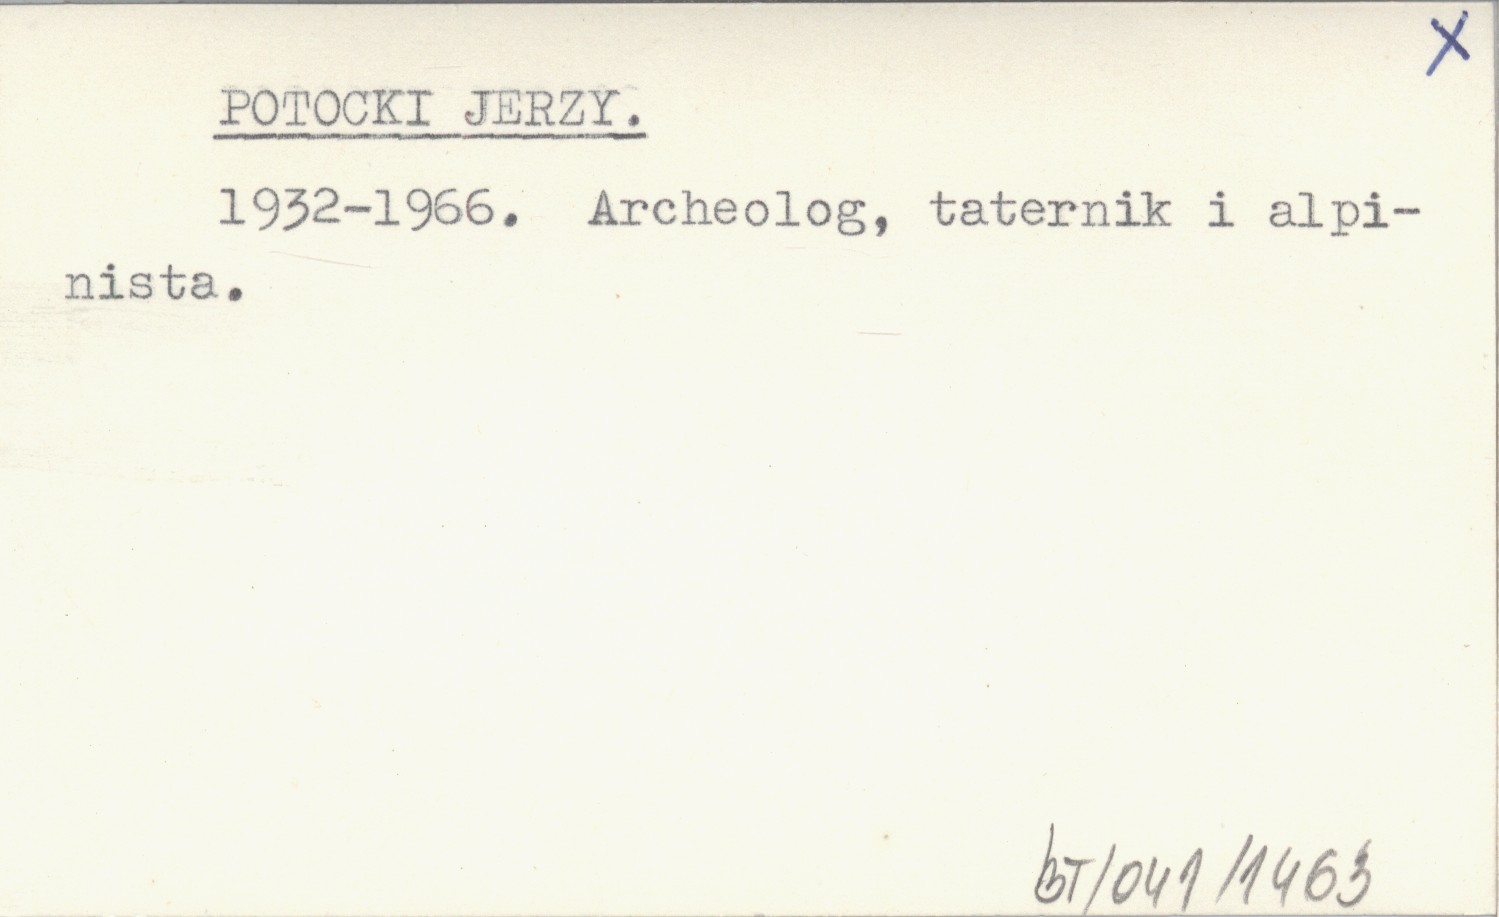 X
POTOCKI JERZY.
1932-1966. Archeolog, taternik i alpi-
nista.
BT/041/1463